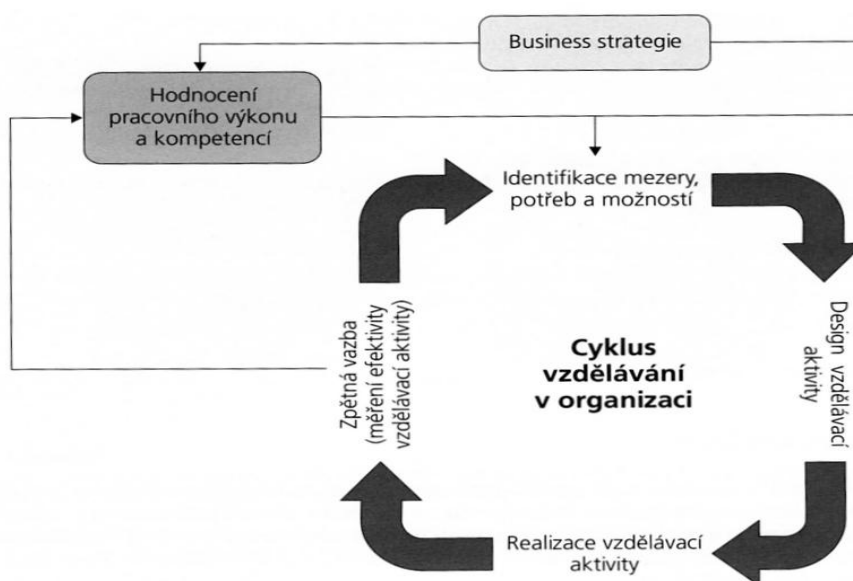 Business strategie
Hodnocení
pracovního výkonu
a kompetencí
Identifikace mezery,
potřeb a možností
Design vzdělávací
aktivity
Cyklus
vzdělávání
v organizaci
Zpětná vazba
(měření efektivity
vzdělávací aktivity)
Realizace vzdělávací
aktivity